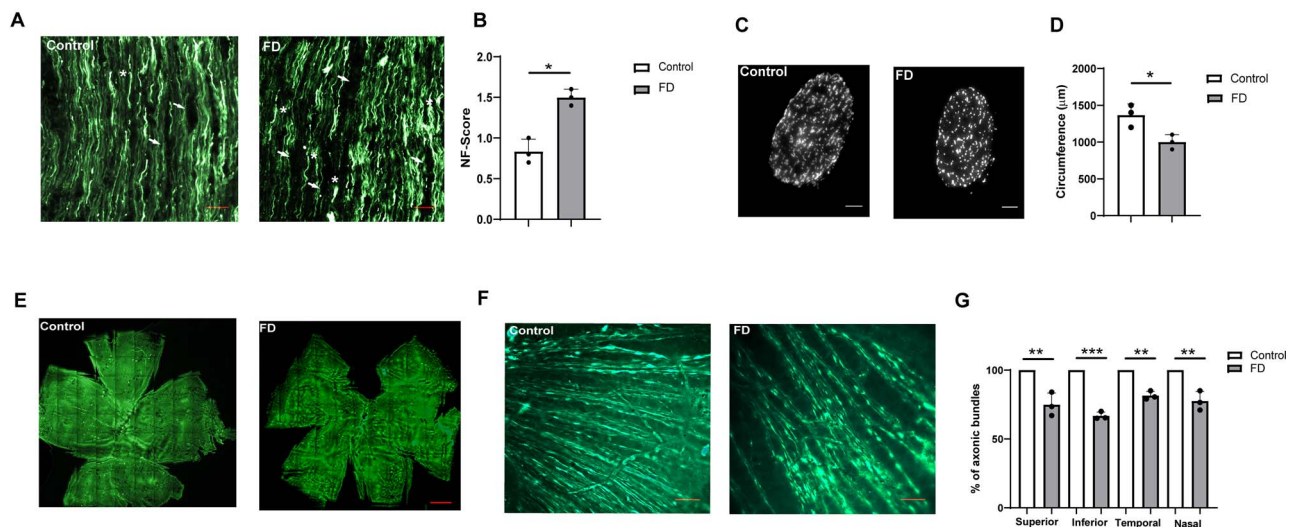 A
Control
FD
B
NF-Score
2.0
1.5
1.0
0.5
0.0
*
Control
FD
C
Control
FD
D
Circumference (μm)
2000
1500
1000
500
0
*
Control
FD
E
Control
FD
F
Control
FD
G
% of axonic bundles
100
50
0
** *** ** **
Superior Inferior Temporal Nasal
Control
FD